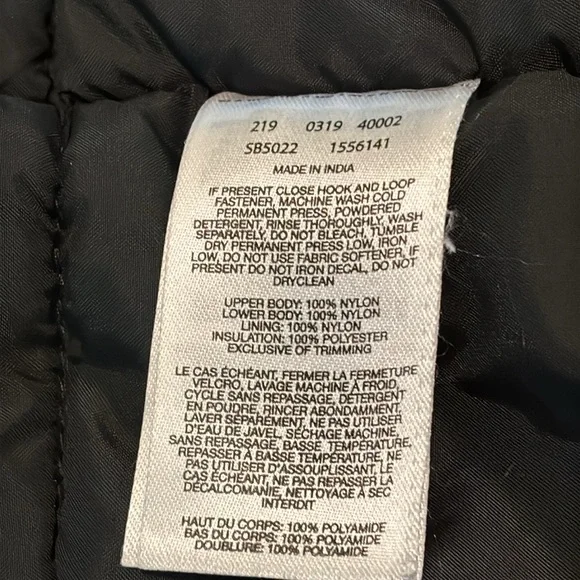 219 0319 40002
SB5022 1556141
MADE IN INDIA
IF PRESENT CLOSE HOOK AND LOOP
FASTENER, MACHINE WASH COLD
PERMANENT PRESS, POWDERED
DETERGENT, RINSE THOROUGHLY, WASH
SEPARATELY, DO NOT BLEACH, TUMBLE
DRY PERMANENT PRESS LOW, IRON
LOW, DO NOT USE FABRIC SOFTENER, IF
PRESENT DO NOT IRON DECAL, DO NOT
DRYCLEAN
UPPER BODY: 100% NYLON
LOWER BODY: 100% NYLON
LINING: 100% NYLON
INSULATION: 100% POLYESTER
EXCLUSIVE OF TRIMMING
LE CAS ÉCHÉANT, FERMER LA FERMETURE
VELCRO, LAVAGE MACHINE À FROID,
CYCLE SANS REPASSAGE, DÉTERGENT
EN POUDRE, RINCER ABONDAMMENT,
LAVER SÉPARÉMENT, NE PAS UTILISER
D'EAU DE JAVEL, SÉCHAGE MACHINE,
SANS REPASSAGE, BASSE TEMPÉRATURE,
REPASSER À BASSE TEMPÉRATURE, NE
PAS UTILISER D'ASSOUPLISSANT, LE
CAS ÉCHÉANT, NE PAS REPASSER LA
DÉCALCOMANIE, NETTOYAGE À SEC
INTERDIT
HAUT DU CORPS: 100% POLYAMIDE
BAS DU CORPS: 100% POLYAMIDE
DOUBLURE: 100% POLYAMIDE